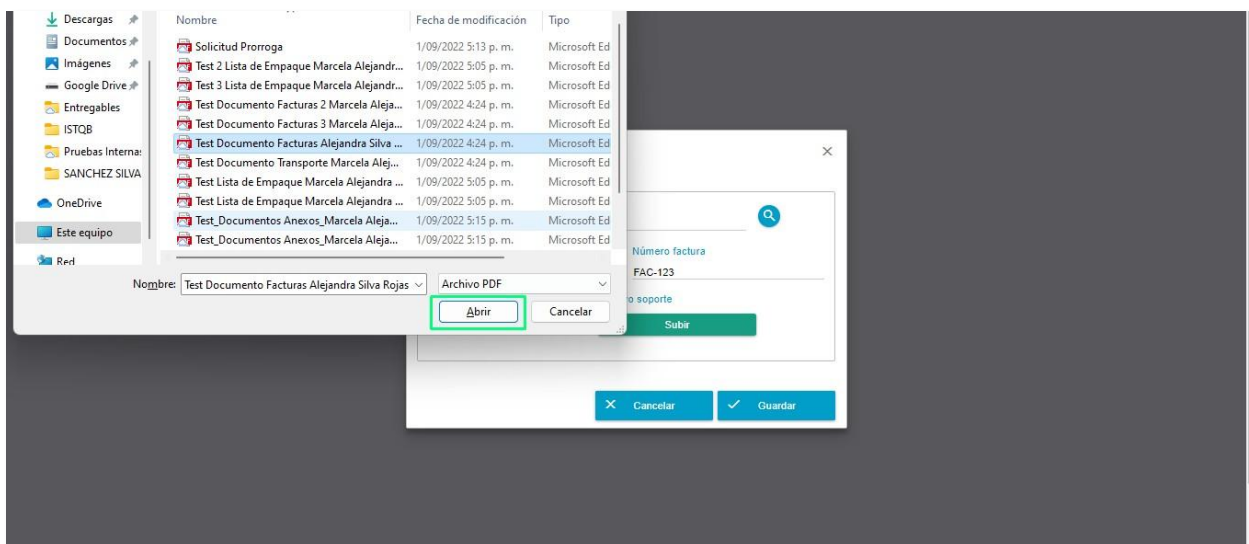 Descargas
Documentos
Imágenes
Google Drive
Entregables
ISTQB
Pruebas Internas
SANCHEZ SILVA
OneDrive
Este equipo
Red
Nombre Fecha de modificación Tipo
Solicitud Prorroga 1/09/2022 5:13 p. m. Microsoft Ed
Test 2 Lista de Empaque Marcela Alejandr... 1/09/2022 5:05 p. m. Microsoft Ed
Test 3 Lista de Empaque Marcela Alejandr... 1/09/2022 5:05 p. m. Microsoft Ed
Test Documento Facturas 2 Marcela Aleja... 1/09/2022 4:24 p. m. Microsoft Ed
Test Documento Facturas 3 Marcela Aleja... 1/09/2022 4:24 p. m. Microsoft Ed
Test Documento Facturas Alejandra Silva ... 1/09/2022 4:24 p. m. Microsoft Ed
Test Documento Transporte Marcela Alej... 1/09/2022 4:24 p. m. Microsoft Ed
Test Lista de Empaque Marcela Alejandra ... 1/09/2022 5:05 p. m. Microsoft Ed
Test Lista de Empaque Marcela Alejandra ... 1/09/2022 5:05 p. m. Microsoft Ed
Test_Documentos Anexos_Marcela Aleja... 1/09/2022 5:15 p. m. Microsoft Ed
Test_Documentos Anexos_Marcela Aleja... 1/09/2022 5:15 p. m. Microsoft Ed
Nombre: Test Documento Facturas Alejandra Silva Rojas Archivo PDF
Abrir Cancelar
Número factura
FAC-123
o soporte
Subir
Cancelar Guardar